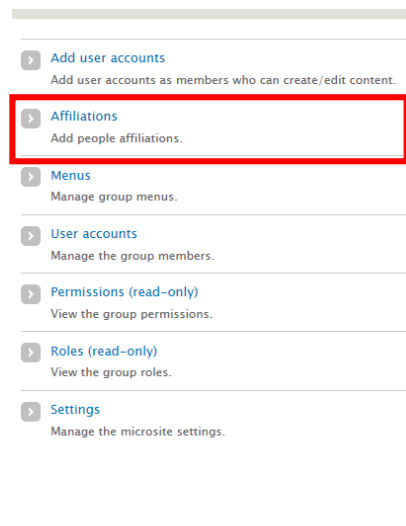 Add user accounts
Add user accounts as members who can create/edit content.
Affiliations
Add people affiliations.
Menus
Manage group menus.
User accounts
Manage the group members.
Permissions (read-only)
View the group permissions.
Roles (read-only)
View the group roles.
Settings
Manage the microsite settings.